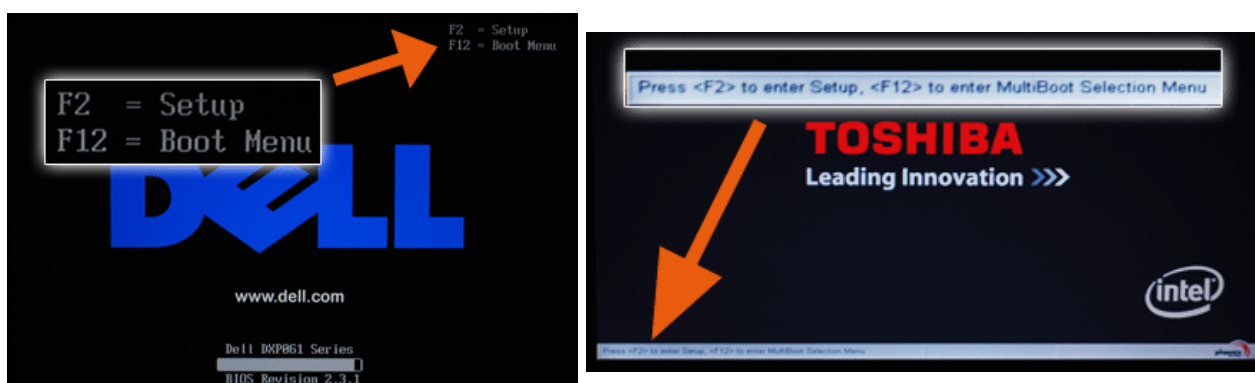 F2 = Setup
F12 = Boot Menu
F2 = Setup
F12 = Boot Menu
DELL
www.dell.com
Dell DXP061 Series
BIOS Revision 2.3.1
Press <F2> to enter Setup, <F12> to enter MultiBoot Selection Menu
TOSHIBA
Leading Innovation >>>
intel
Press <F2> to enter Setup, <F12> to enter MultiBoot Selection Menu
phoenix